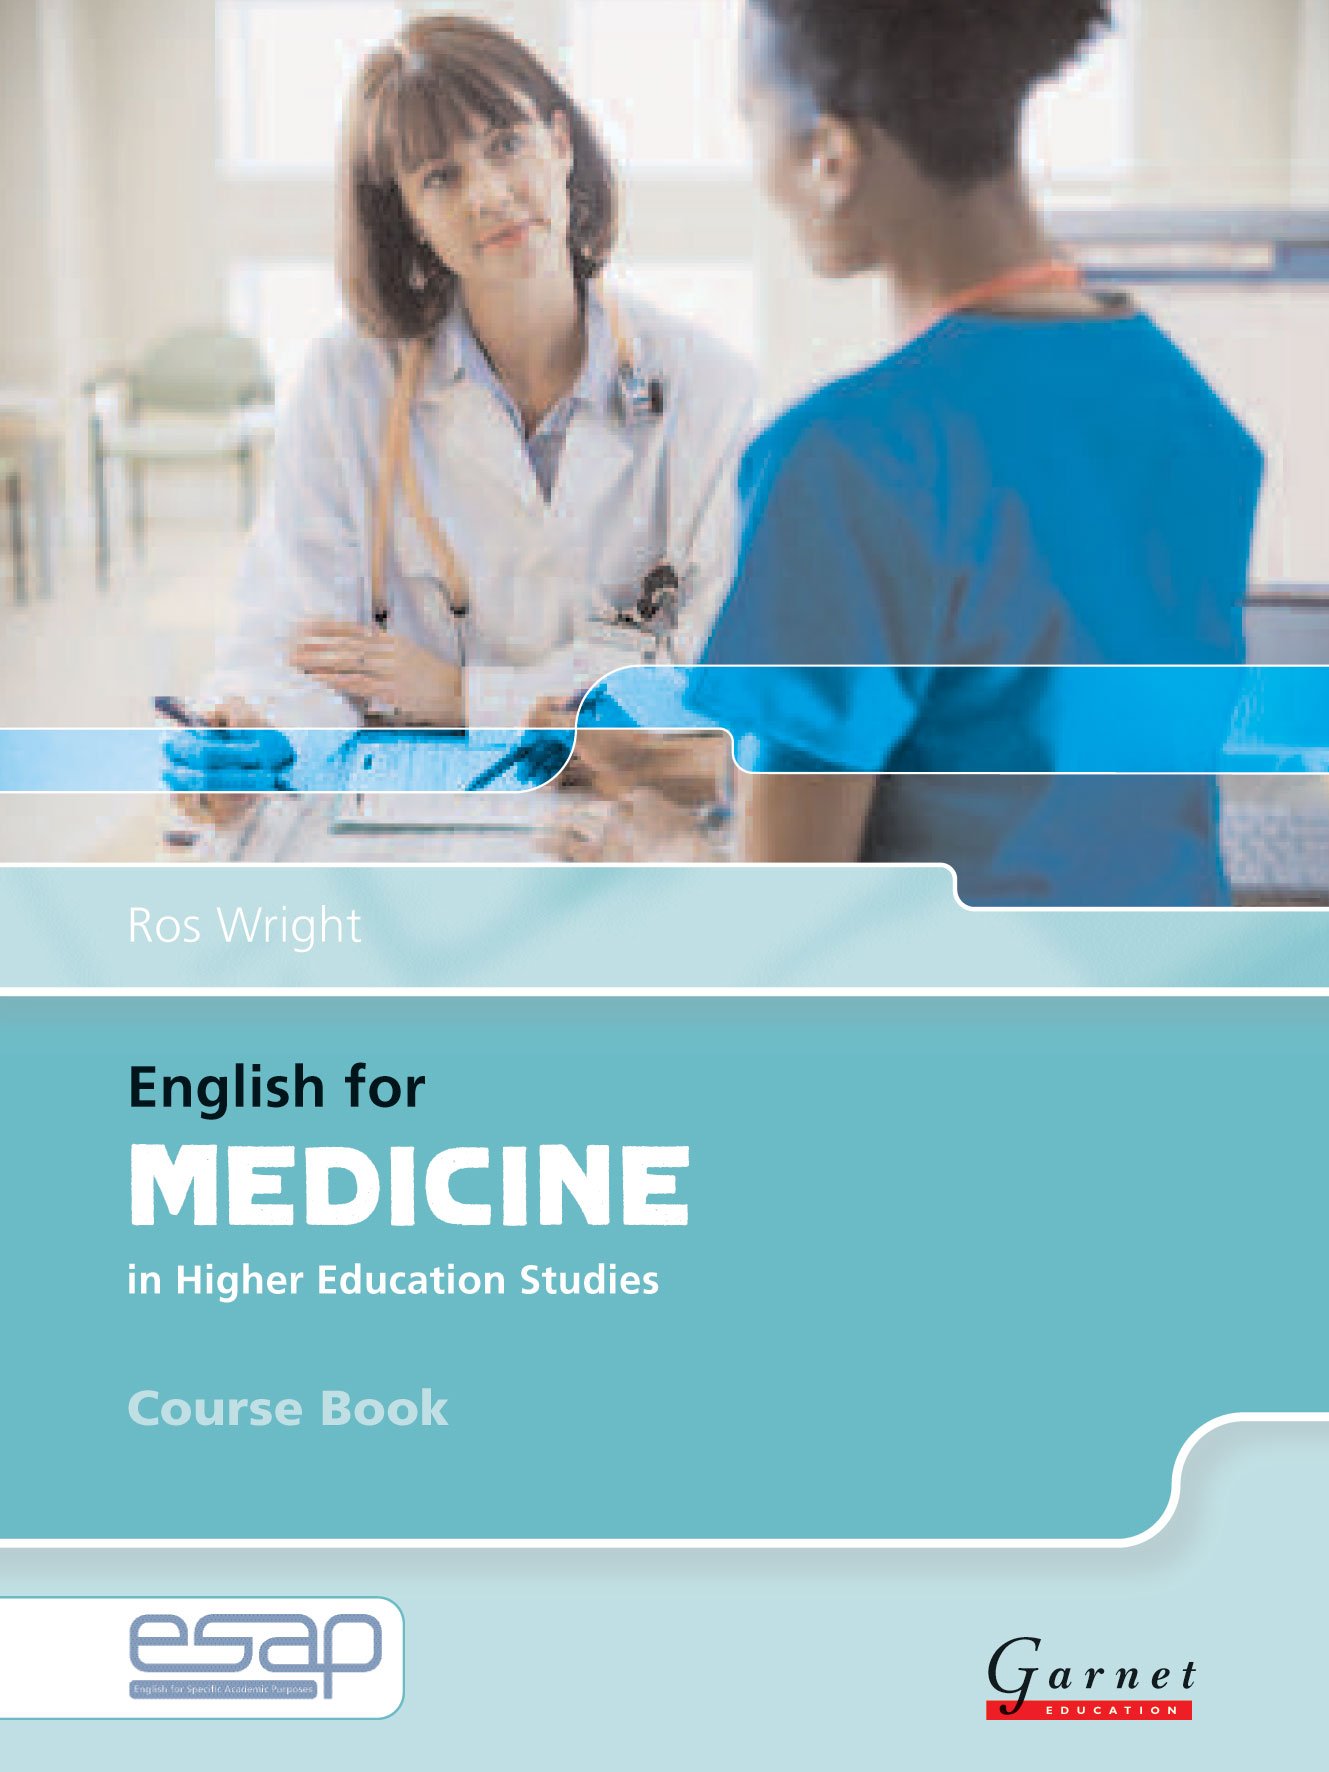 Ros Wright
English for
MEDICINE
in Higher Education Studies
Course Book
esap
English for Specific Academic Purposes
Garnet
EDUCATION